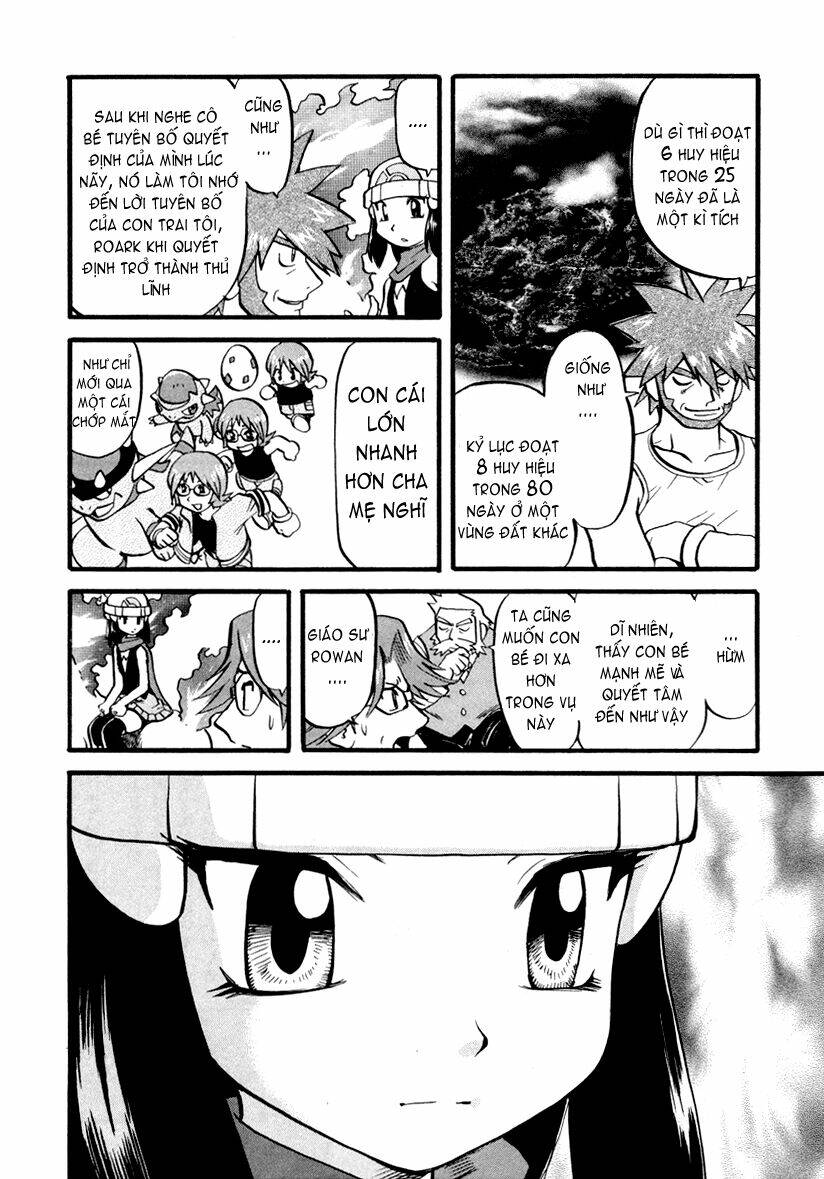 DÙ GÌ THÌ ĐOẠT
6 HUY HIỆU
TRONG 25
NGÀY ĐÃ LÀ
MỘT KÌ TÍCH
GIỐNG
NHƯ
....
KỶ LỤC ĐOẠT
8 HUY HIỆU
TRONG 80
NGÀY Ở MỘT
VÙNG ĐẤT KHÁC
....
CŨNG
NHƯ
...
SAU KHI NGHE CÔ
BÉ TUYÊN BỐ QUYẾT
ĐỊNH CỦA MÌNH LÚC
NÃY, NÓ LÀM TÔI NHỚ
ĐẾN LỜI TUYÊN BỐ
CỦA CON TRAI TÔI,
ROARK KHI QUYẾT
ĐỊNH TRỞ THÀNH THỦ
LĨNH
CON CÁI
LỚN
NHANH
HƠN CHA
MẸ NGHĨ
NHƯ CHỈ
MỚI QUA
MỘT CÁI
CHỚP MẮT
...
HỪM
DĨ NHIÊN,
THẤY CON BÉ
MẠNH MẼ VÀ
QUYẾT TÂM
ĐẾN NHƯ VẬY
TA CŨNG
MUỐN CON
BÉ ĐI XA
HƠN
TRONG VỤ
NÀY
GIÁO SƯ
ROWAN
....
....